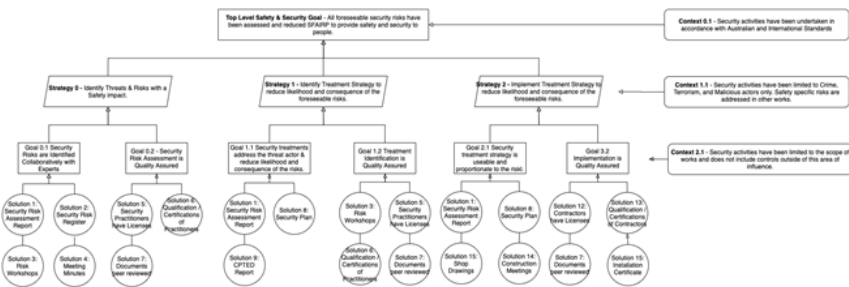 Top Level Safety & Security Goal - All foreseeable security risks have
been assessed and reduced SFAIRP to provide safety and security to
people.
Context 0.1 - Security activities have been undertaken in
accordance with Australian and International Standards
Strategy 0 - Identify Threats & Risks with a
Safety impact.
Strategy 1 - Identify Treatment Strategy to
reduce likelihood and consequence of the
foreseeable risks.
Strategy 2 - Implement Treatment Strategy to
reduce likelihood and consequence of the
foreseeable risks.
Context 1.1 - Security activities have been limited to Crime,
Terrorism, and Malicious actors only. Safety specific risks are
addressed in other works.
Goal 0.1 Security
Risks are Identified
Collaboratively with
Experts
Goal 0.2 - Security
Risk Assessment is
Quality Assured
Goal 1.1 Security treatments
address the threat actor &
reduce likelihood and
consequence of the risks.
Goal 1.2 Treatment
Identification is
Quality Assured
Goal 2.1 Security
treatment strategy is
useable and
proportionate to the risk.
Goal 3.2
Implementation is
Quality Assured
Context 2.1 - Security activities have been limited to the scope of
works and does not include controls outside of this area of
influence.
Solution 1:
Security Risk
Assessment
Report
Solution 2:
Security Risk
Register
Solution 5:
Security
Practitioners
have Licenses
Solution 6:
Qualification /
Certifications
of
Practitioners
Solution 1:
Security Risk
Assessment
Report
Solution 8:
Security Plan
Solution 3:
Risk
Workshops
Solution 5:
Security
Practitioners
have Licenses
Solution 1:
Security Risk
Assessment
Report
Solution 8:
Security Plan
Solution 12:
Contractors
have Licenses
Solution 13:
Qualification /
Certifications
of Contractors
Solution 3:
Risk
Workshops
Solution 4:
Meeting
Minutes
Solution 7:
Documents
peer reviewed
Solution 9:
CPTED
Report
Solution 6:
Qualification /
Certifications
of
Practitioners
Solution 7:
Documents
peer reviewed
Solution 15:
Shop
Drawings
Solution 14:
Construction
Meetings
Solution 7:
Documents
peer reviewed
Solution 15:
Installation
Certificate